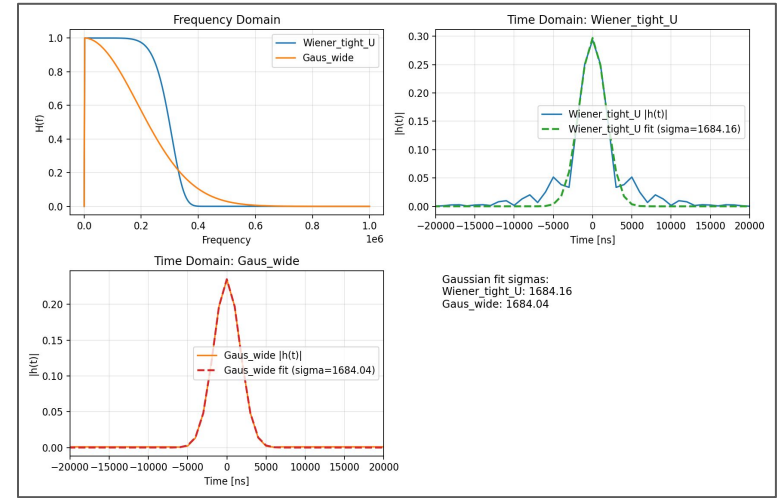 Frequency Domain
H(f)
1.0
0.8
0.6
0.4
0.2
0.0
Wiener_tight_U
Gaus_wide
0.0 0.2 0.4 0.6 0.8 1.0
Frequency
1e6
Time Domain: Wiener_tight_U
|h(t)|
0.30
0.25
0.20
0.15
0.10
0.05
0.00
Wiener_tight_U |h(t)|
Wiener_tight_U fit (sigma=1684.16)
−20000 −15000 −10000 −5000 0 5000 10000 15000 20000
Time [ns]
Time Domain: Gaus_wide
|h(t)|
0.20
0.15
0.10
0.05
0.00
Gaus_wide |h(t)|
Gaus_wide fit (sigma=1684.04)
−20000 −15000 −10000 −5000 0 5000 10000 15000 20000
Time [ns]
Gaussian fit sigmas:
Wiener_tight_U: 1684.16
Gaus_wide: 1684.04